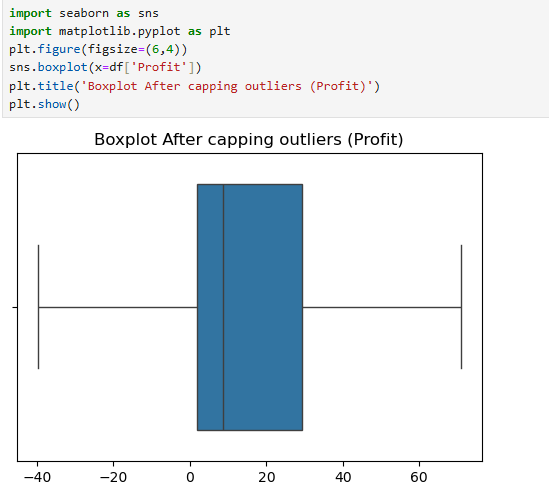 import seaborn as sns
import matplotlib.pyplot as plt
plt.figure(figsize=(6,4))
sns.boxplot(x=df['Profit'])
plt.title('Boxplot After capping outliers (Profit)')
plt.show()
Boxplot After capping outliers (Profit)
−40 −20 0 20 40 60